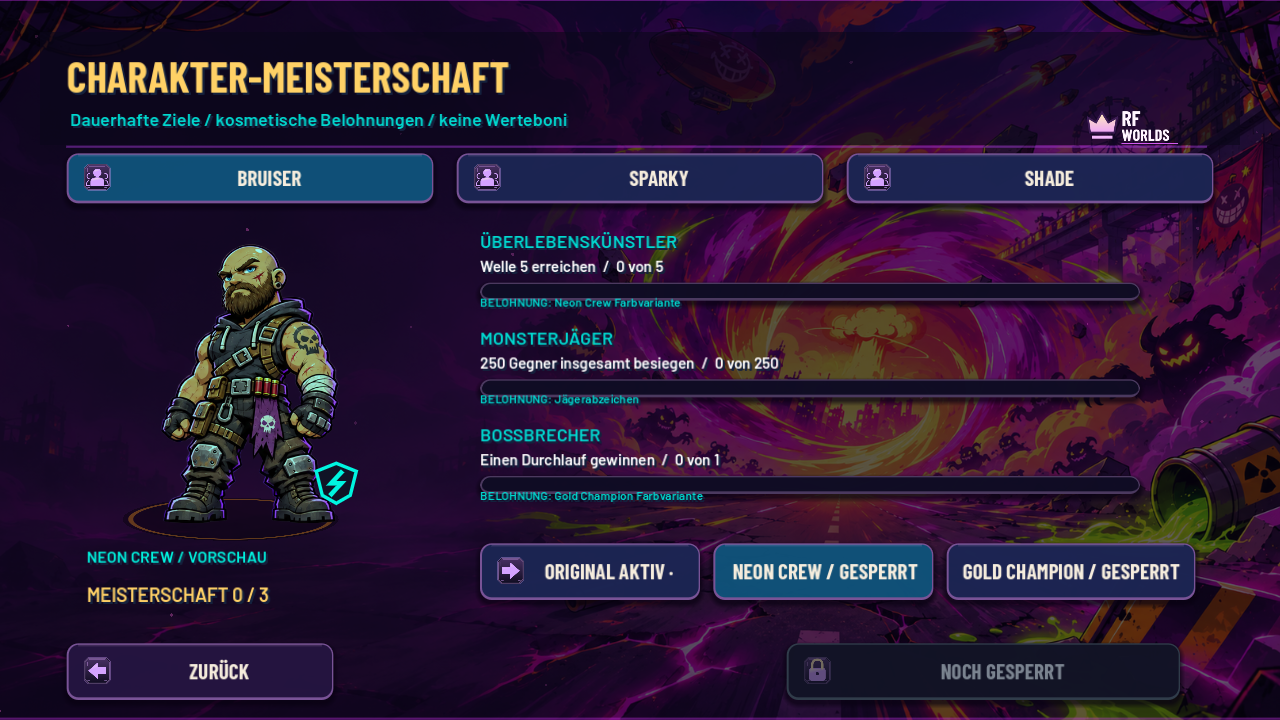 CHARAKTER-MEISTERSCHAFT
Dauerhafte Ziele / kosmetische Belohnungen / keine Werteboni
RF
WORLDS
BRUISER
SPARKY
SHADE
ÜBERLEBENSKÜNSTLER
Welle 5 erreichen / 0 von 5
BELOHNUNG: Neon Crew Farbvariante
MONSTERJÄGER
250 Gegner insgesamt besiegen / 0 von 250
BELOHNUNG: Jägerabzeichen
BOSSBRECHER
Einen Durchlauf gewinnen / 0 von 1
BELOHNUNG: Gold Champion Farbvariante
NEON CREW / VORSCHAU
MEISTERSCHAFT 0 / 3
ORIGINAL AKTIV ·
NEON CREW / GESPERRT
GOLD CHAMPION / GESPERRT
ZURÜCK
NOCH GESPERRT